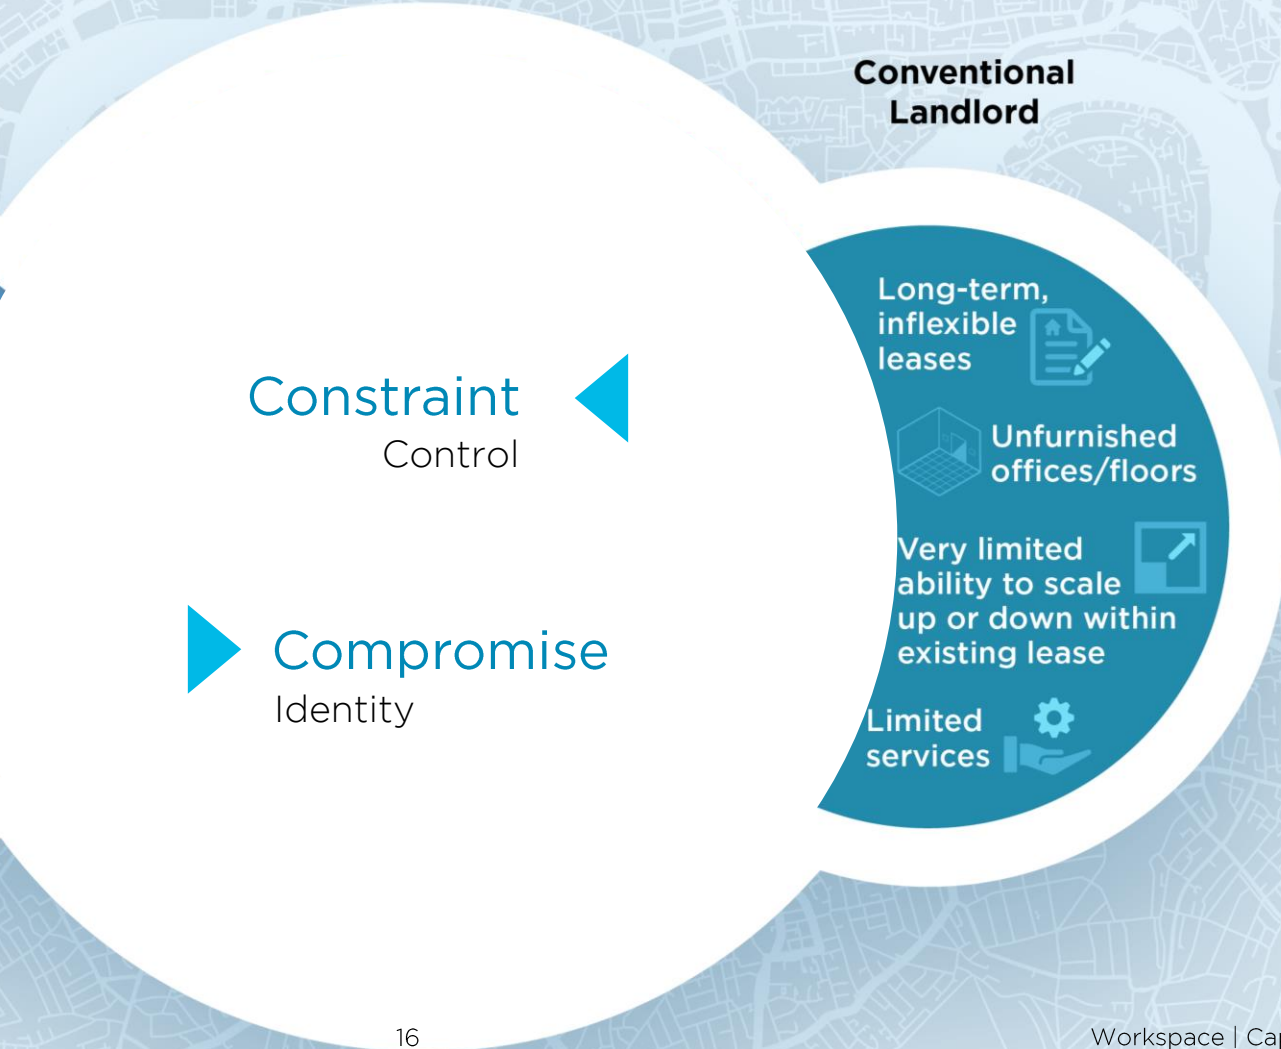 Conventional
Landlord
Constraint
Control
Compromise
Identity
Long-term,
inflexible
leases
Unfurnished
offices/floors
Very limited
ability to scale
up or down within
existing lease
Limited
services
16
Workspace |